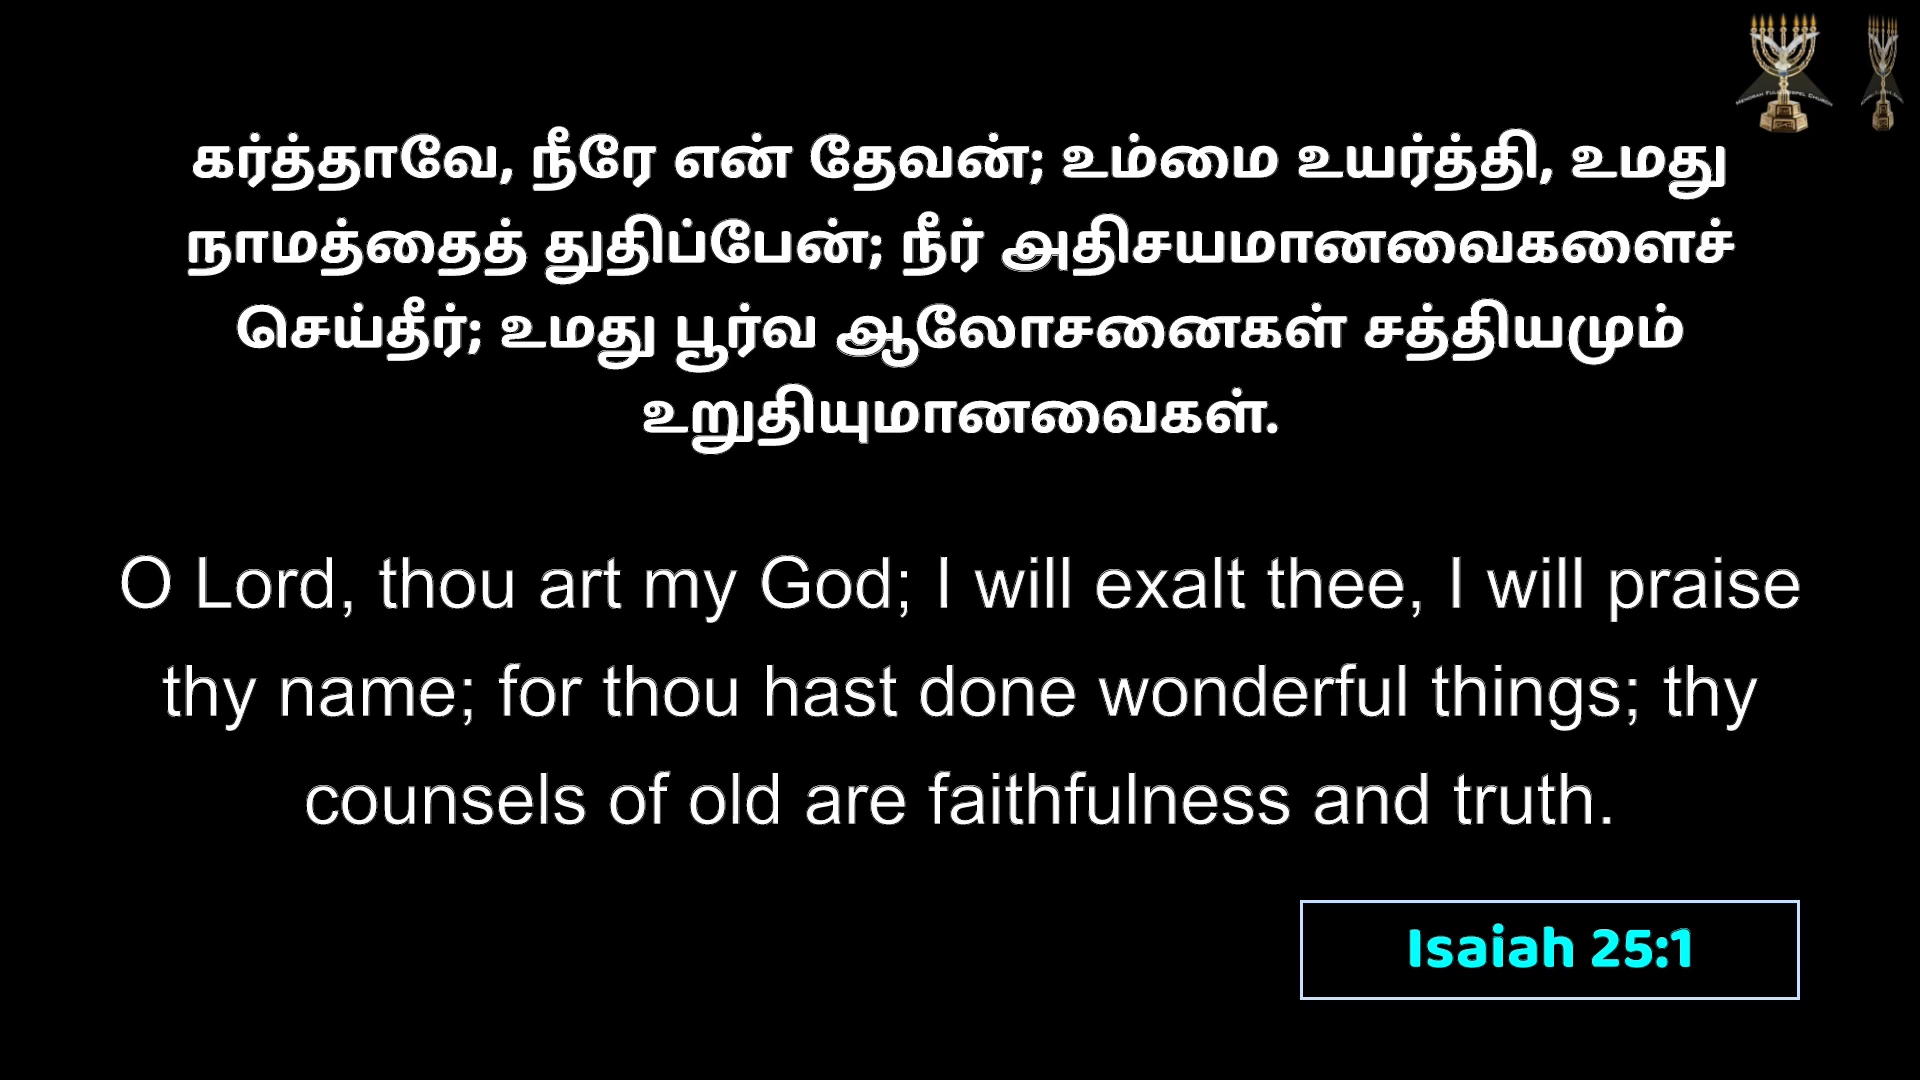 கர்த்தாவே, நீரே என் தேவன்; உம்மை உயர்த்தி, உமது
நாமத்தைத் துதிப்பேன்; நீர் அதிசயமானவைகளைச்
செய்தீர்; உமது பூர்வ ஆலோசனைகள் சத்தியமும்
உறுதியுமானவைகள்.
O Lord, thou art my God; I will exalt thee, I will praise
thy name; for thou hast done wonderful things; thy
counsels of old are faithfulness and truth.
Isaiah 25:1